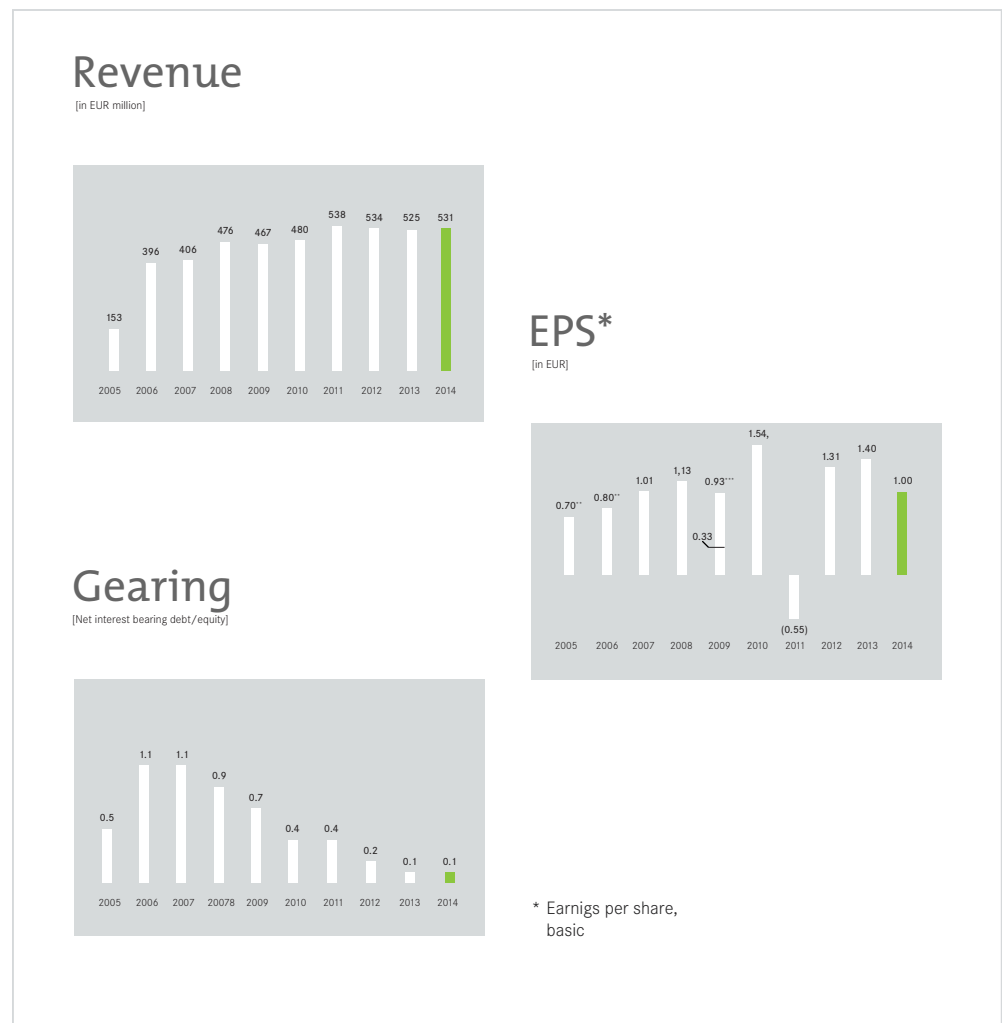 Revenue
[in EUR million]
153 396 406 476 467 480 538 534 525 531
2005 2006 2007 2008 2009 2010 2011 2012 2013 2014
EPS*
[in EUR]
0.70** 0.80** 1.01 1,13 0.93*** 1.54, 1.31 1.40 1.00
0.33
(0.55)
2005 2006 2007 2008 2009 2010 2011 2012 2013 2014
Gearing
[Net interest bearing debt/equity]
0.5 1.1 1.1 0.9 0.7 0.4 0.4 0.2 0.1 0.1
2005 2006 2007 20078 2009 2010 2011 2012 2013 2014
* Earnigs per share,
basic